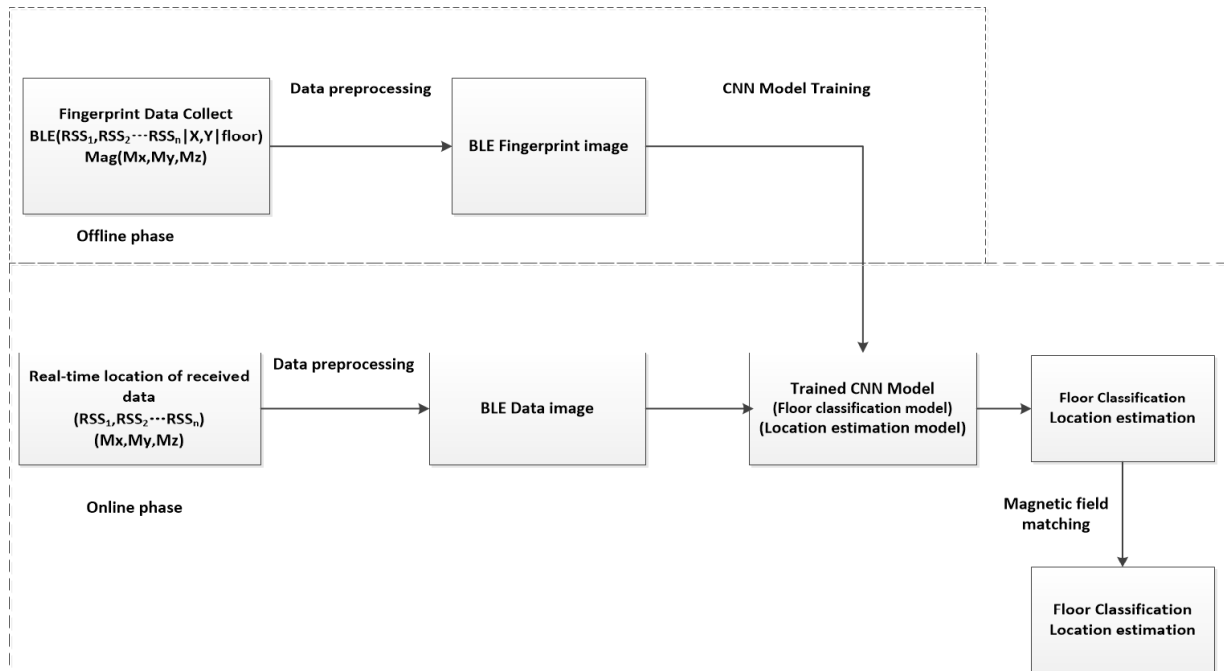 Data preprocessing
CNN Model Training
Fingerprint Data Collect
BLE(RSS₁,RSS₂···RSSₙ|X,Y|floor)
Mag(Mx,My,Mz)
BLE Fingerprint image
Offline phase
Data preprocessing
Real-time location of received
data
(RSS₁,RSS₂···RSSₙ)
(Mx,My,Mz)
BLE Data image
Trained CNN Model
(Floor classification model)
(Location estimation model)
Floor Classification
Location estimation
Online phase
Magnetic field
matching
Floor Classification
Location estimation